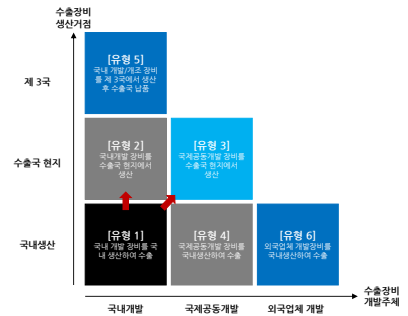 수출장비
생산거점
제 3국
[유형 5]
국내 개발/개조 장비
를 제 3국에서 생산
후 수출국 납품
수출국 현지
[유형 2]
국내개발 장비를
수출국 현지에서
생산
[유형 3]
국제공동개발 장비를
수출국 현지에서
생산
국내생산
[유형 1]
국내 개발 장비를 국
내 생산하여 수출
[유형 4]
국제공동개발 장비를
국내생산하여 수출
[유형 6]
외국업체 개발장비를
국내생산하여 수출
국내개발
국제공동개발
외국업체 개발
수출장비
개발주체